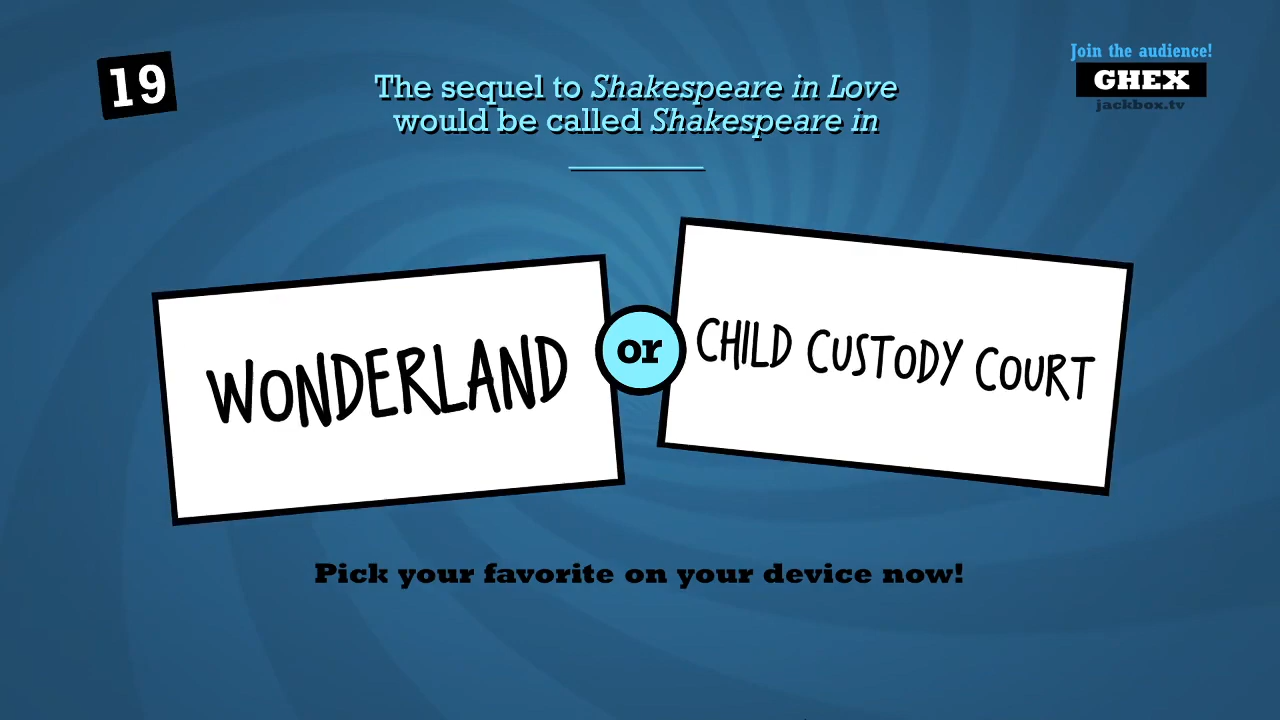 19
Join the audience!
GHEX
jackbox.tv
The sequel to Shakespeare in Love
would be called Shakespeare in
WONDERLAND
or
CHILD CUSTODY COURT
Pick your favorite on your device now!